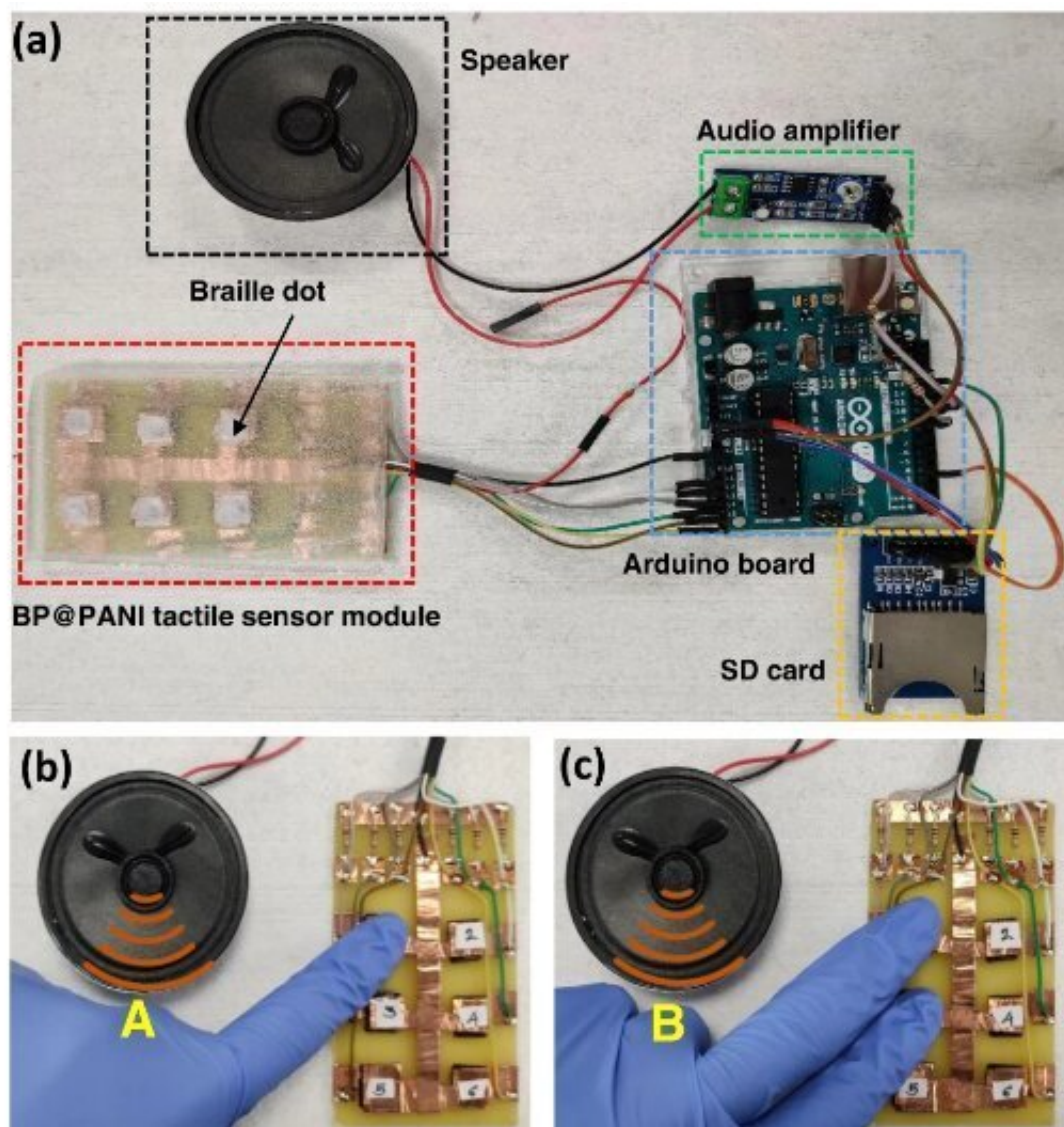 (a)
Speaker
Audio amplifier
Braille dot
Arduino board
BP@PANI tactile sensor module
SD card
(b)
A
2
3
4
5
6
(c)
B
2
4
5
6